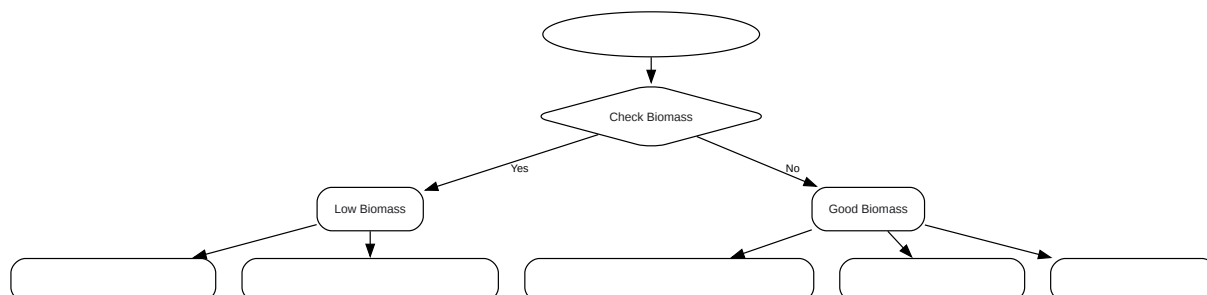 Check Biomass
Yes
No
Low Biomass
Good Biomass